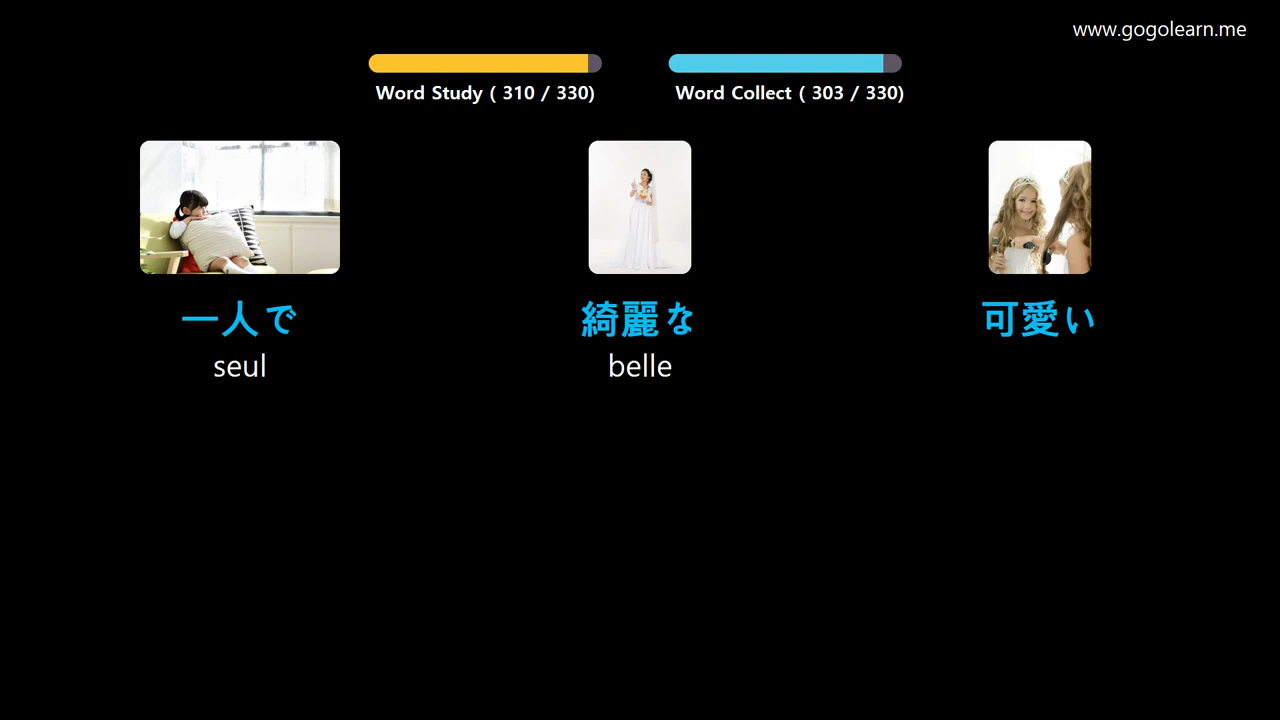 www.gogolearn.me
Word Study ( 310 / 330)
Word Collect ( 303 / 330)
一人で
綺麗な
可愛い
seul
belle